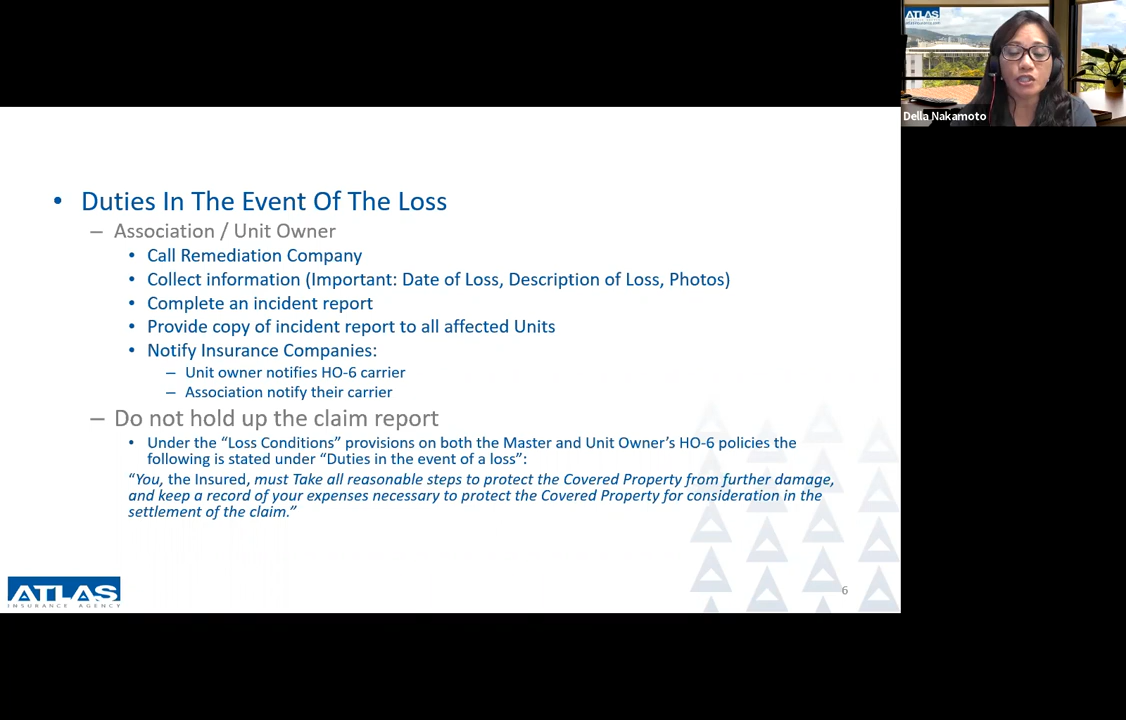 ATLAS
Della Nakamoto
• Duties In The Event Of The Loss
– Association / Unit Owner
• Call Remediation Company
• Collect information (Important: Date of Loss, Description of Loss, Photos)
• Complete an incident report
• Provide copy of incident report to all affected Units
• Notify Insurance Companies:
– Unit owner notifies HO-6 carrier
– Association notify their carrier
– Do not hold up the claim report
• Under the “Loss Conditions” provisions on both the Master and Unit Owner’s HO-6 policies the
following is stated under “Duties in the event of a loss”:
“You, the Insured, must Take all reasonable steps to protect the Covered Property from further damage,
and keep a record of your expenses necessary to protect the Covered Property for consideration in the
settlement of the claim.”
ATLAS
INSURANCE AGENCY
6